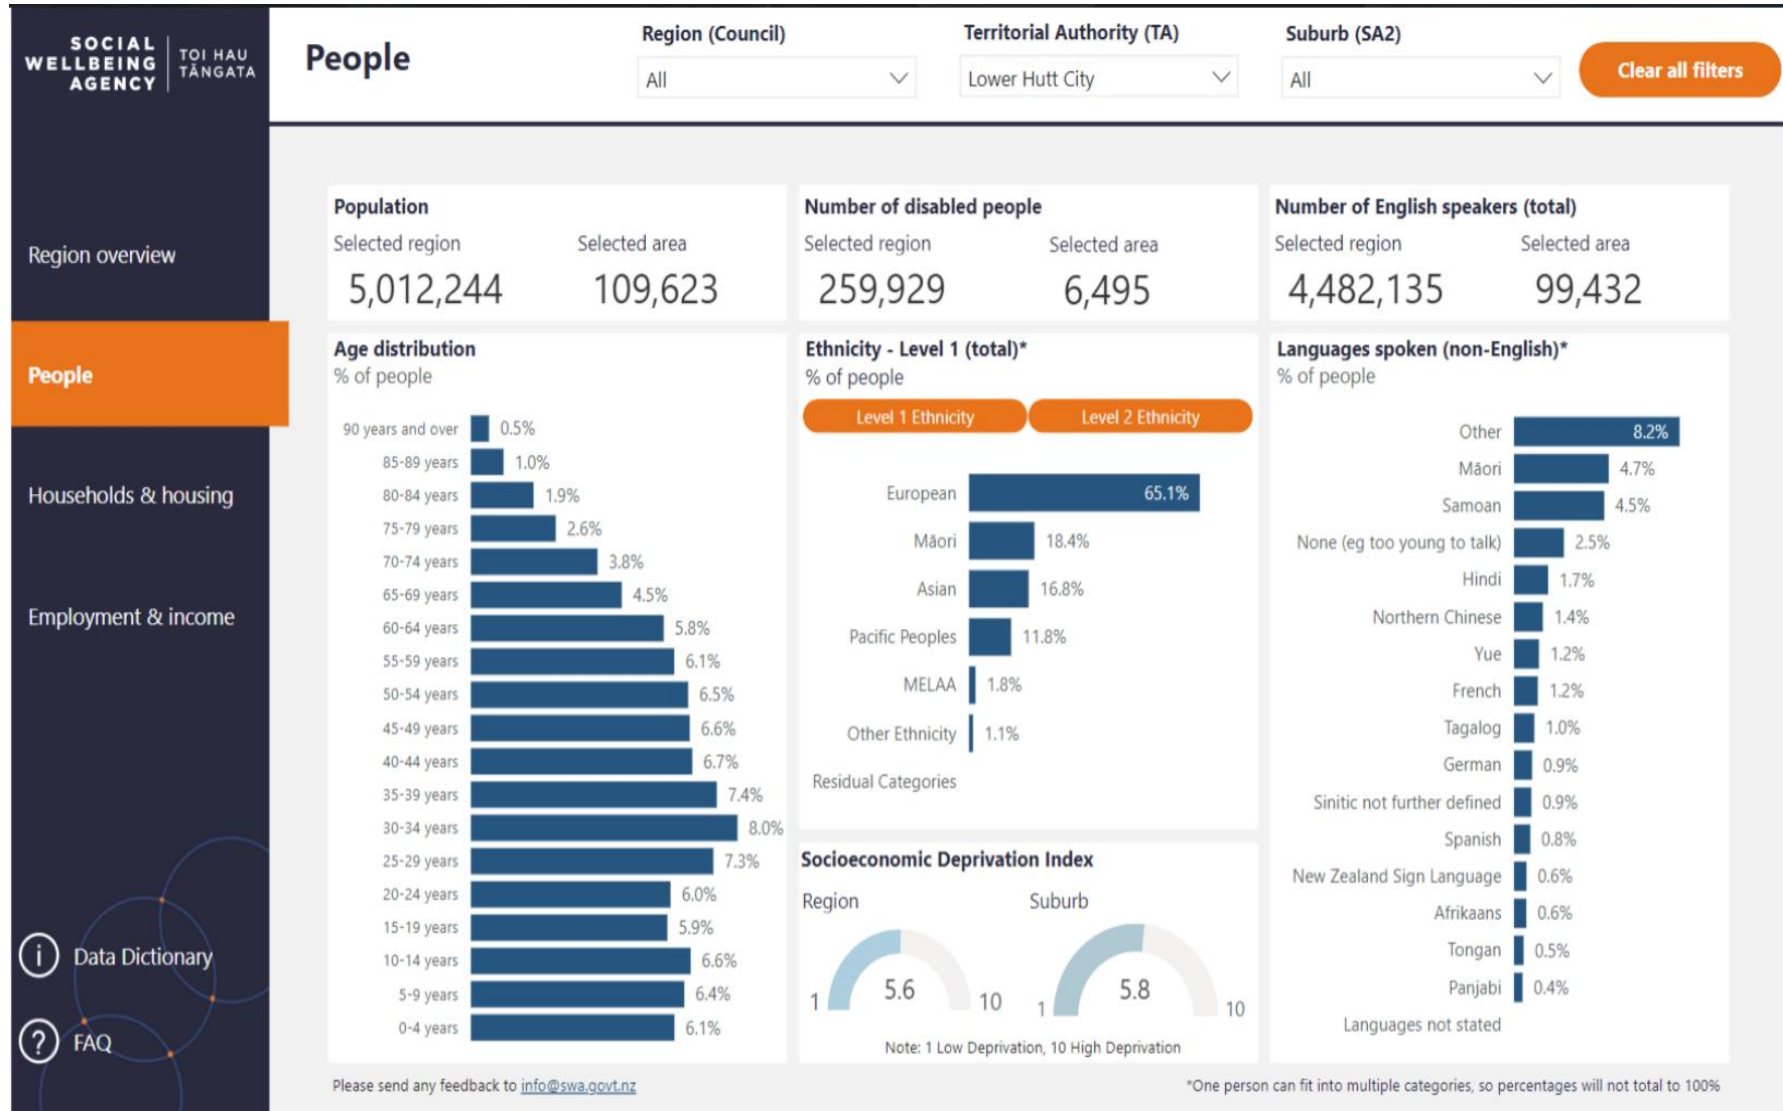 SOCIAL
WELLBEING
AGENCY
TOI HAU
TĀNGATA
People
Region (Council)
All
Territorial Authority (TA)
Lower Hutt City
Suburb (SA2)
All
Clear all filters
Region overview
People
Households & housing
Employment & income
i Data Dictionary
? FAQ
Population
Selected region Selected area
5,012,244 109,623
Number of disabled people
Selected region Selected area
259,929 6,495
Number of English speakers (total)
Selected region Selected area
4,482,135 99,432
Age distribution
% of people
90 years and over 0.5%
85-89 years 1.0%
80-84 years 1.9%
75-79 years 2.6%
70-74 years 3.8%
65-69 years 4.5%
60-64 years 5.8%
55-59 years 6.1%
50-54 years 6.5%
45-49 years 6.6%
40-44 years 6.7%
35-39 years 7.4%
30-34 years 8.0%
25-29 years 7.3%
20-24 years 6.0%
15-19 years 5.9%
10-14 years 6.6%
5-9 years 6.4%
0-4 years 6.1%
Ethnicity - Level 1 (total)*
% of people
Level 1 Ethnicity Level 2 Ethnicity
European 65.1%
Māori 18.4%
Asian 16.8%
Pacific Peoples 11.8%
MELAA 1.8%
Other Ethnicity 1.1%
Residual Categories
Socioeconomic Deprivation Index
Region Suburb
1 5.6 10 1 5.8 10
Note: 1 Low Deprivation, 10 High Deprivation
Languages spoken (non-English)*
% of people
Other 8.2%
Māori 4.7%
Samoan 4.5%
None (eg too young to talk) 2.5%
Hindi 1.7%
Northern Chinese 1.4%
Yue 1.2%
French 1.2%
Tagalog 1.0%
German 0.9%
Sinitic not further defined 0.9%
Spanish 0.8%
New Zealand Sign Language 0.6%
Afrikaans 0.6%
Tongan 0.5%
Panjabi 0.4%
Languages not stated
Please send any feedback to info@swa.govt.nz
*One person can fit into multiple categories, so percentages will not total to 100%